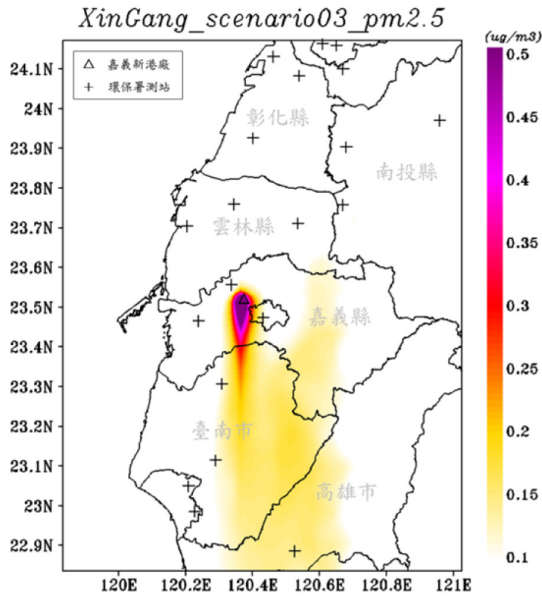 XinGang_scenario03_pm2.5
(ug/m3)
△ 嘉義新港廠
+ 環保署測站
彰化縣
南投縣
雲林縣
嘉義縣
臺南市
高雄市
24.1N
24N
23.9N
23.8N
23.7N
23.6N
23.5N
23.4N
23.3N
23.2N
23.1N
23N
22.9N
120E
120.2E
120.4E
120.6E
120.8E
121E
0.5
0.45
0.4
0.35
0.3
0.25
0.2
0.15
0.1